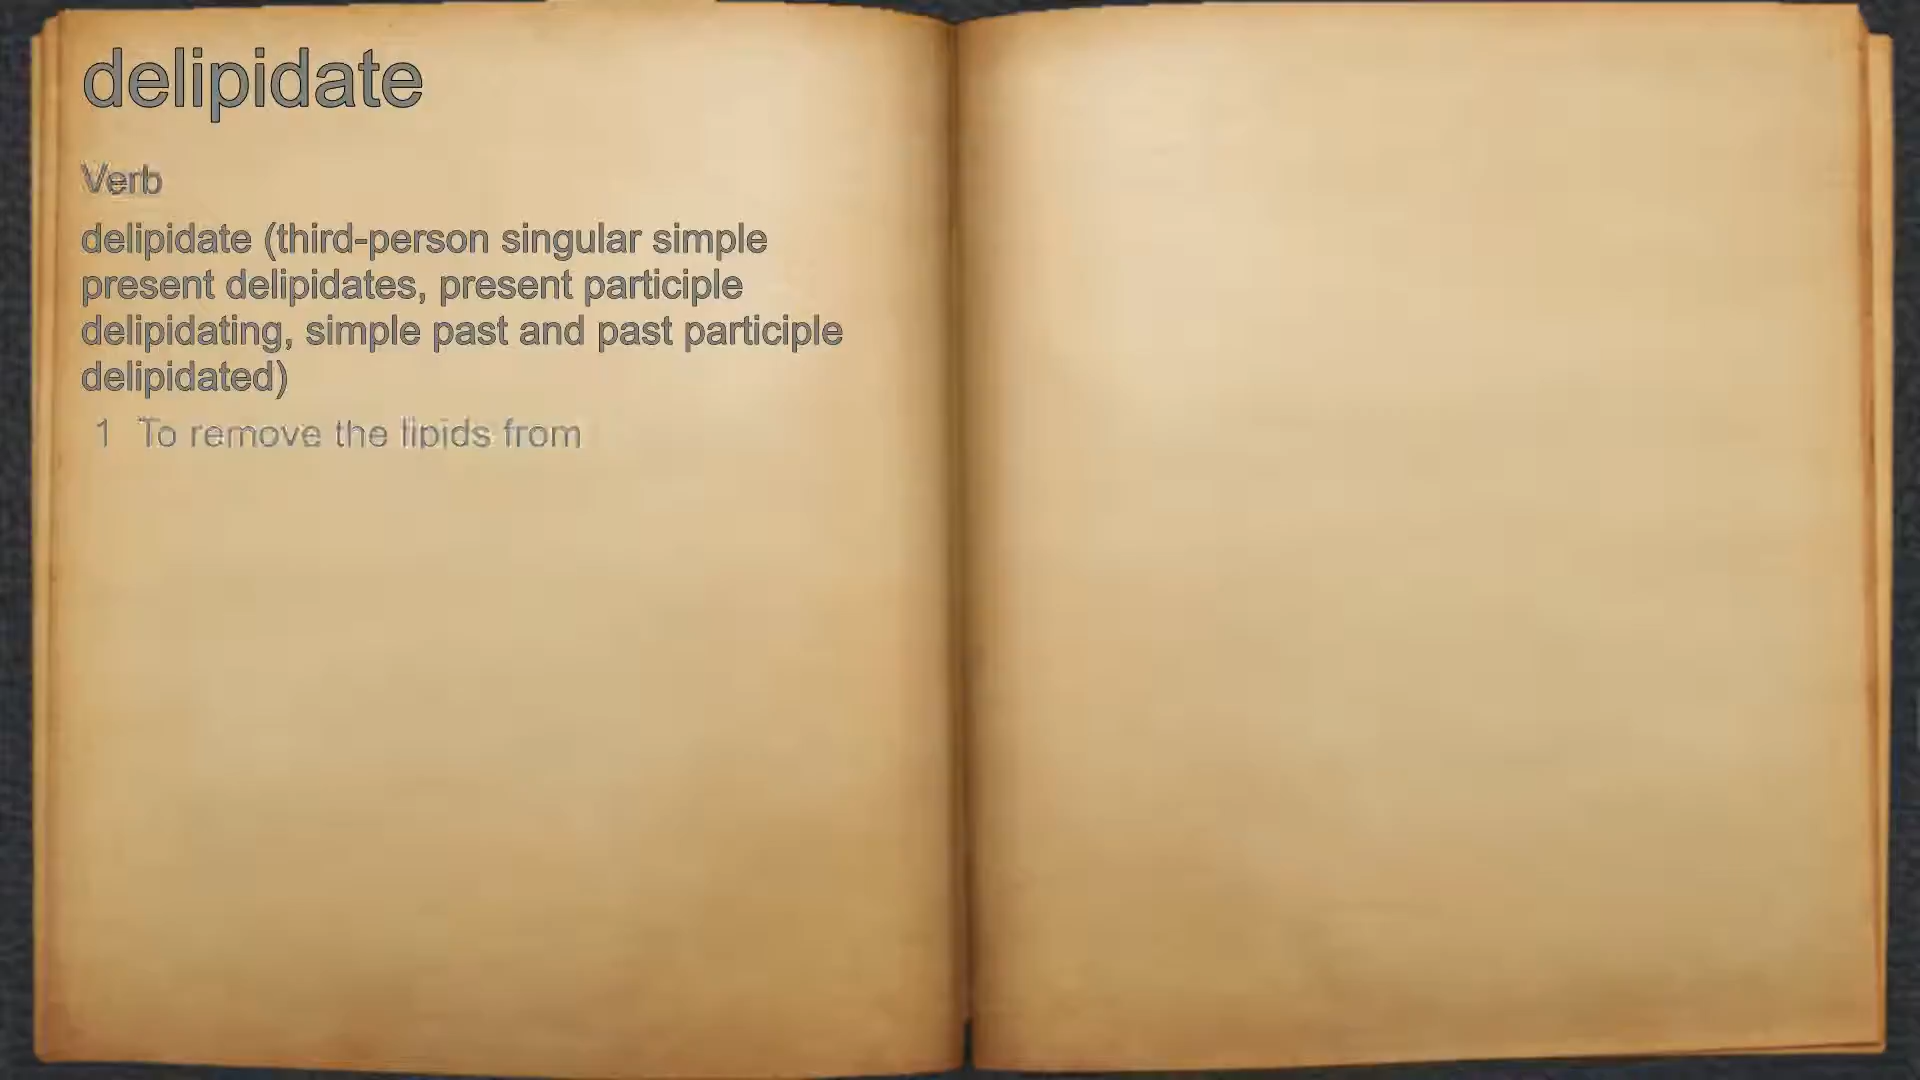 delipidate
Verb
delipidate (third-person singular simple
present delipidates, present participle
delipidating, simple past and past participle
delipidated)
1 To remove the lipids from